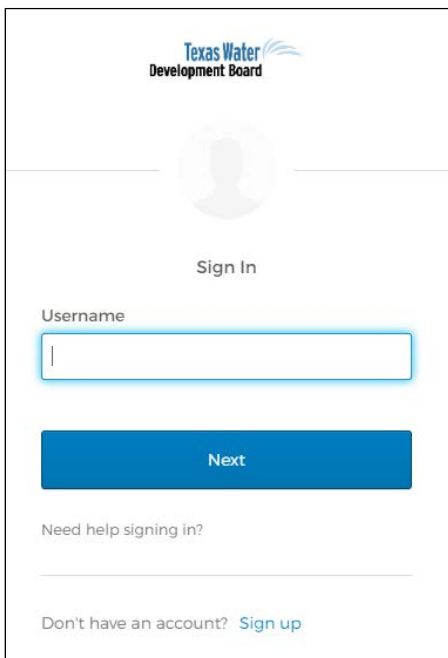 Texas Water
Development Board
Sign In
Username
Next
Need help signing in?
Don't have an account? Sign up